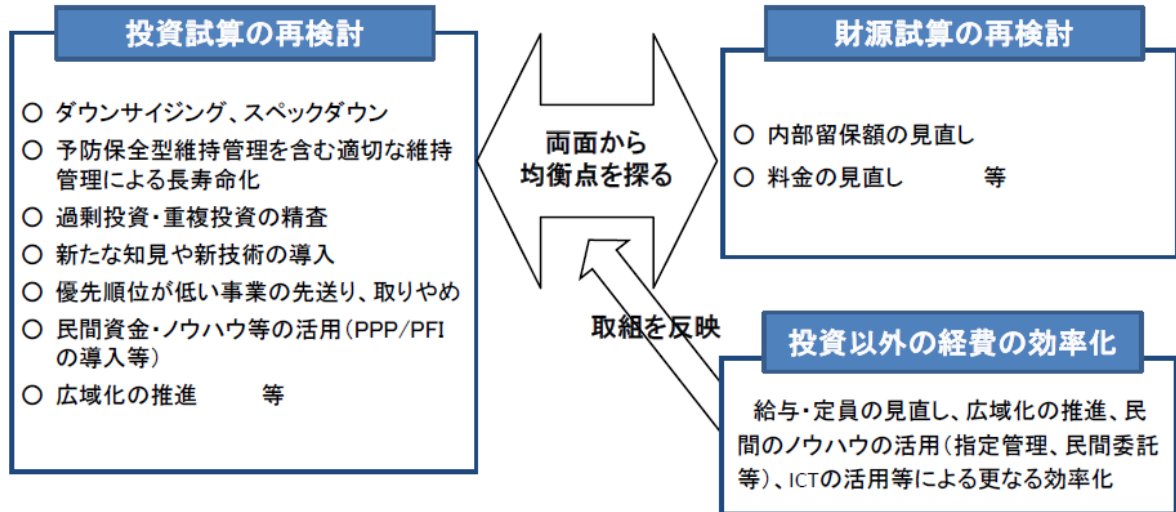 投資試算の再検討
○ ダウンサイジング、スペックダウン
○ 予防保全型維持管理を含む適切な維持
管理による長寿命化
○ 過剰投資・重複投資の精査
○ 新たな知見や新技術の導入
○ 優先順位が低い事業の先送り、取りやめ
○ 民間資金・ノウハウ等の活用(PPP/PFI
の導入等)
○ 広域化の推進　　等
両面から
均衡点を探る
財源試算の再検討
○ 内部留保額の見直し
○ 料金の見直し　　等
取組を反映
投資以外の経費の効率化
給与・定員の見直し、広域化の推進、民
間のノウハウの活用(指定管理、民間委託
等)、ICTの活用等による更なる効率化